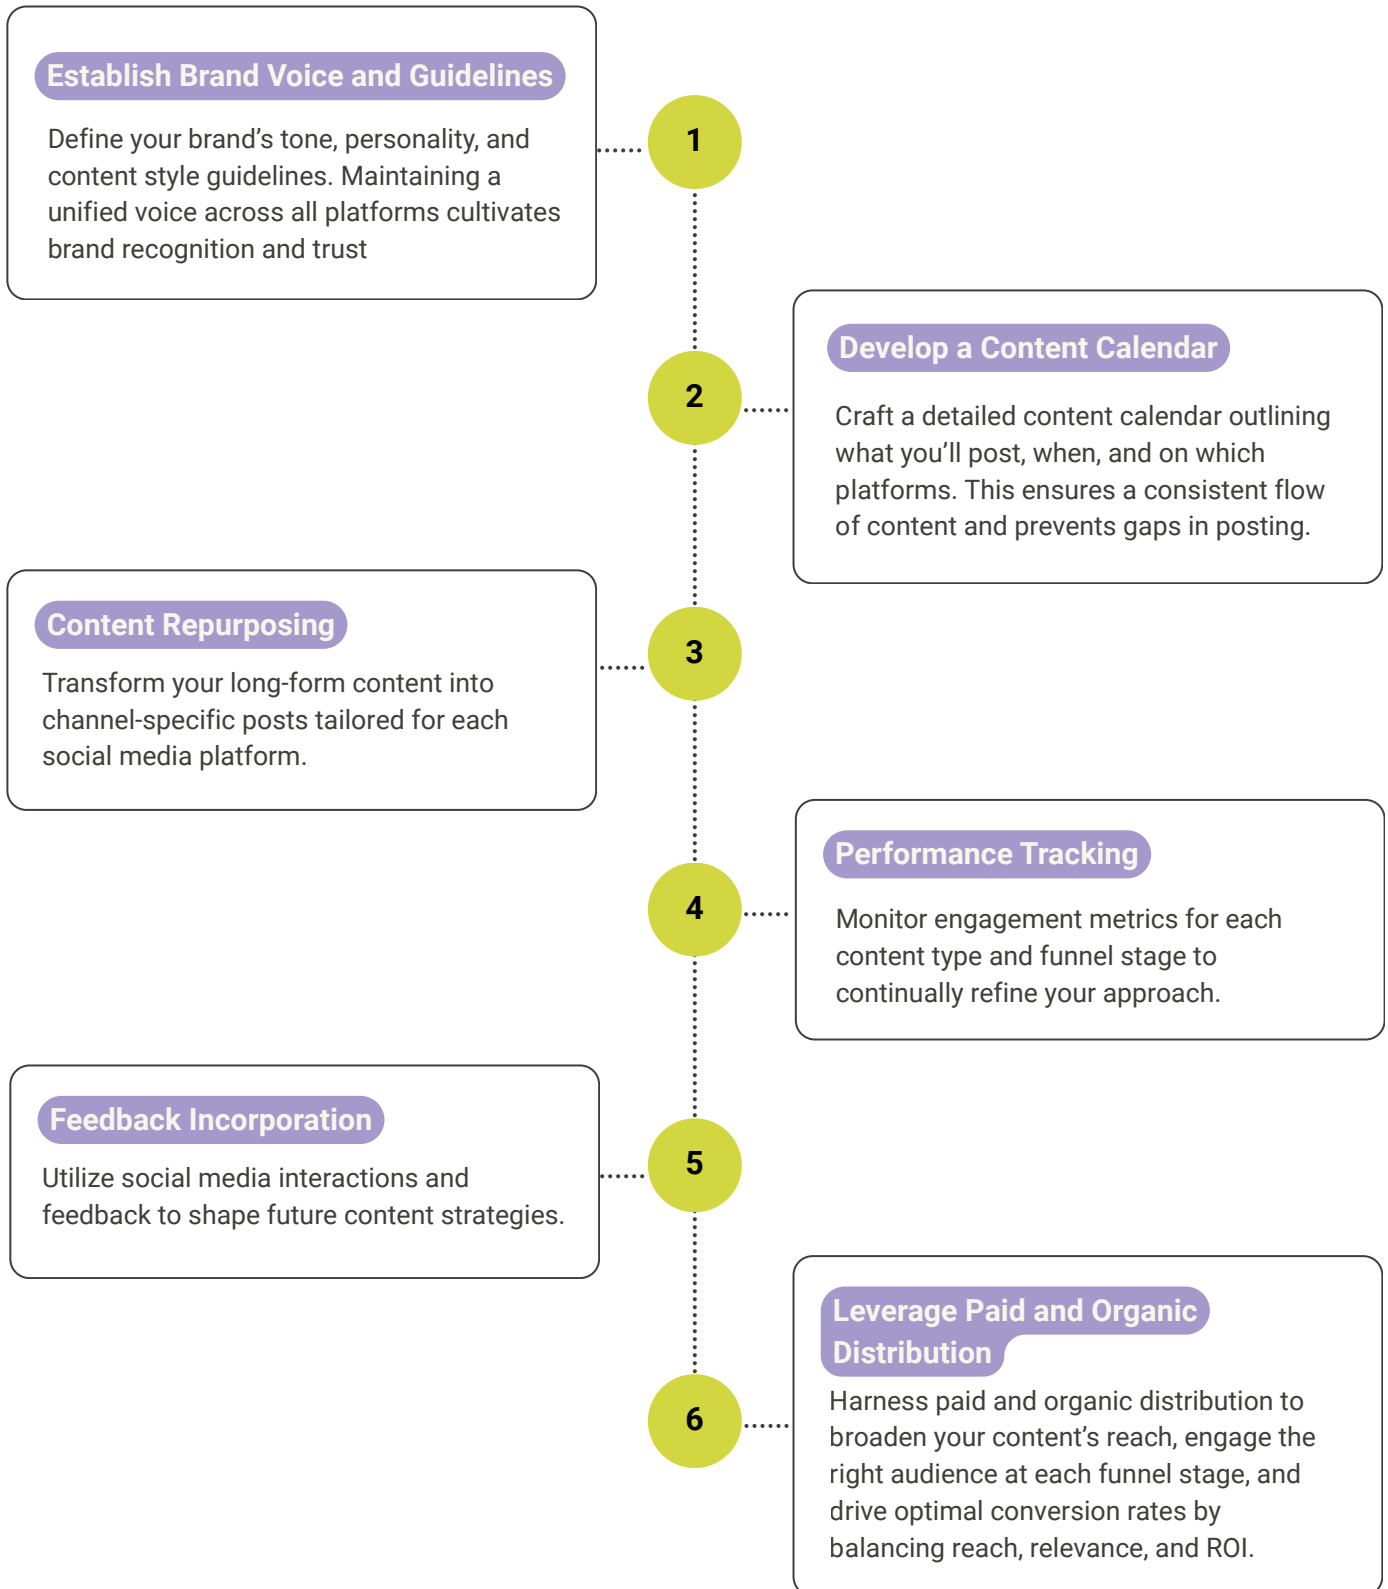 Establish Brand Voice and Guidelines
Define your brand’s tone, personality, and
content style guidelines. Maintaining a
unified voice across all platforms cultivates
brand recognition and trust
1
2
Develop a Content Calendar
Craft a detailed content calendar outlining
what you’ll post, when, and on which
platforms. This ensures a consistent flow
of content and prevents gaps in posting.
Content Repurposing
Transform your long-form content into
channel-specific posts tailored for each
social media platform.
3
4
Performance Tracking
Monitor engagement metrics for each
content type and funnel stage to
continually refine your approach.
Feedback Incorporation
Utilize social media interactions and
feedback to shape future content strategies.
5
6
Leverage Paid and Organic
Distribution
Harness paid and organic distribution to
broaden your content’s reach, engage the
right audience at each funnel stage, and
drive optimal conversion rates by
balancing reach, relevance, and ROI.